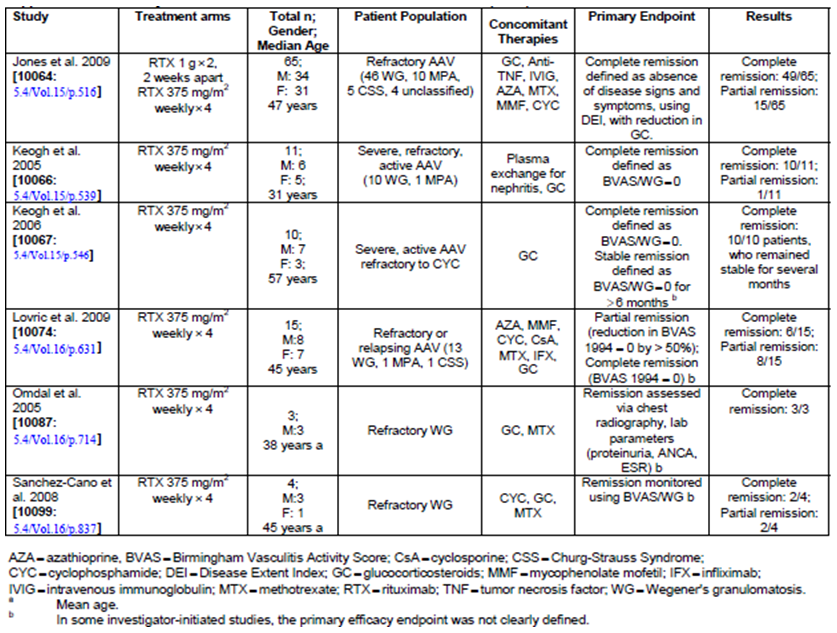 Study Treatment arms Total n; Gender; Median Age Patient Population Concomitant Therapies Primary Endpoint Results
Jones et al. 2009
[10064:
5.4/Vol.15/p.516]
RTX 1 g×2,
2 weeks apart
RTX 375 mg/m2
weekly×4
65;
M: 34
F: 31
47 years
Refractory AAV
(46 WG, 10 MPA,
5 CSS, 4 unclassified)
GC, Anti-
TNF, IVIG,
AZA, MTX,
MMF, CYC
Complete remission
defined as absence
of disease signs and
symptoms, using
DEI, with reduction in
GC.
Complete
remission: 49/65;
Partial remission:
15/65
Keogh et al.
2005
[10066:
5.4/Vol.15/p.539]
RTX 375 mg/m2
weekly×4
11;
M: 6
F: 5;
31 years
Severe, refractory,
active AAV
(10 WG, 1 MPA)
Plasma
exchange for
nephritis, GC
Complete remission
defined as
BVAS/WG=0
Complete
remission: 10/11;
Partial remission:
1/11
Keogh et al.
2006
[10067:
5.4/Vol.15/p.546]
RTX 375 mg/m2
weekly×4
10;
M: 7
F: 3;
57 years
Severe, active AAV
refractory to CYC
GC
Complete remission
defined as
BVAS/WG=0.
Stable remission
defined as
BVAS/WG=0 for
>6 months b
Complete
remission:
10/10 patients,
who remained
stable for several
months
Lovric et al. 2009
[10074:
5.4/Vol.16/p.631]
RTX 375 mg/m2
weekly × 4
15;
M:8
F: 7
45 years
Refractory or
relapsing AAV (13
WG, 1 MPA, 1 CSS)
AZA, MMF,
CYC, CsA,
MTX, IFX,
GC
Partial remission
(reduction in BVAS
1994=0 by > 50%);
Complete remission
(BVAS 1994=0) b
Complete
remission: 6/15;
Partial remission:
8/15
Omdal et al.
2005
[10087:
5.4/Vol.16/p.714]
RTX 375 mg/m2
weekly × 4
3;
M:3
38 years a
Refractory WG
GC, MTX
Remission assessed
via chest
radiography, lab
parameters
(proteinuria, ANCA,
ESR) b
Complete
remission: 3/3
Sanchez-Cano et
al. 2008
[10099:
5.4/Vol.16/p.837]
RTX 375 mg/m2
weekly × 4
4;
M:3
F: 1
45 years a
Refractory WG
CYC, GC,
MTX
Remission monitored
using BVAS/WG b
Complete
remission: 2/4;
Partial remission:
2/4
AZA=azathioprine, BVAS=Birmingham Vasculitis Activity Score; CsA=cyclosporine; CSS=Churg-Strauss Syndrome;
CYC=cyclophosphamide; DEI=Disease Extent Index; GC=glucocorticosteroids; MMF=mycophenolate mofetil; IFX=infliximab;
IVIG=intravenous immunoglobulin; MTX=methotrexate; RTX=rituximab; TNF=tumor necrosis factor; WG=Wegener's granulomatosis.
a Mean age.
b In some investigator-initiated studies, the primary efficacy endpoint was not clearly defined.